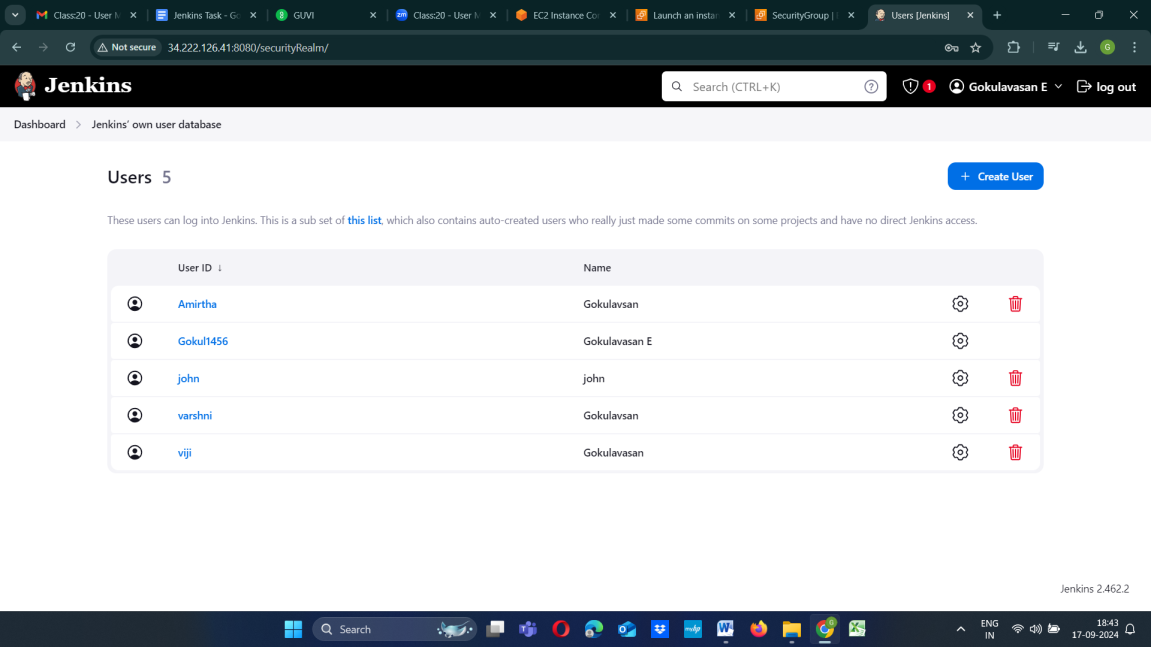 Class:20 - User M
Jenkins Task - Go
GUVI
zm Class:20 - User M
EC2 Instance Con
Launch an instan
SecurityGroup |
Users [Jenkins]
Not secure 34.222.126.41:8080/securityRealm/
G
Jenkins
Search (CTRL+K)
?
1
Gokulavasan E
log out
Dashboard > Jenkins' own user database
Users 5
+ Create User
These users can log into Jenkins. This is a sub set of this list, which also contains auto-created users who really just made some commits on some projects and have no direct Jenkins access.
User ID ↓ Name
Amirtha Gokulavsan
Gokul1456 Gokulavasan E
john john
varshni Gokulavsan
viji Gokulavasan
Jenkins 2.462.2
Search
ENG
IN
18:43
17-09-2024